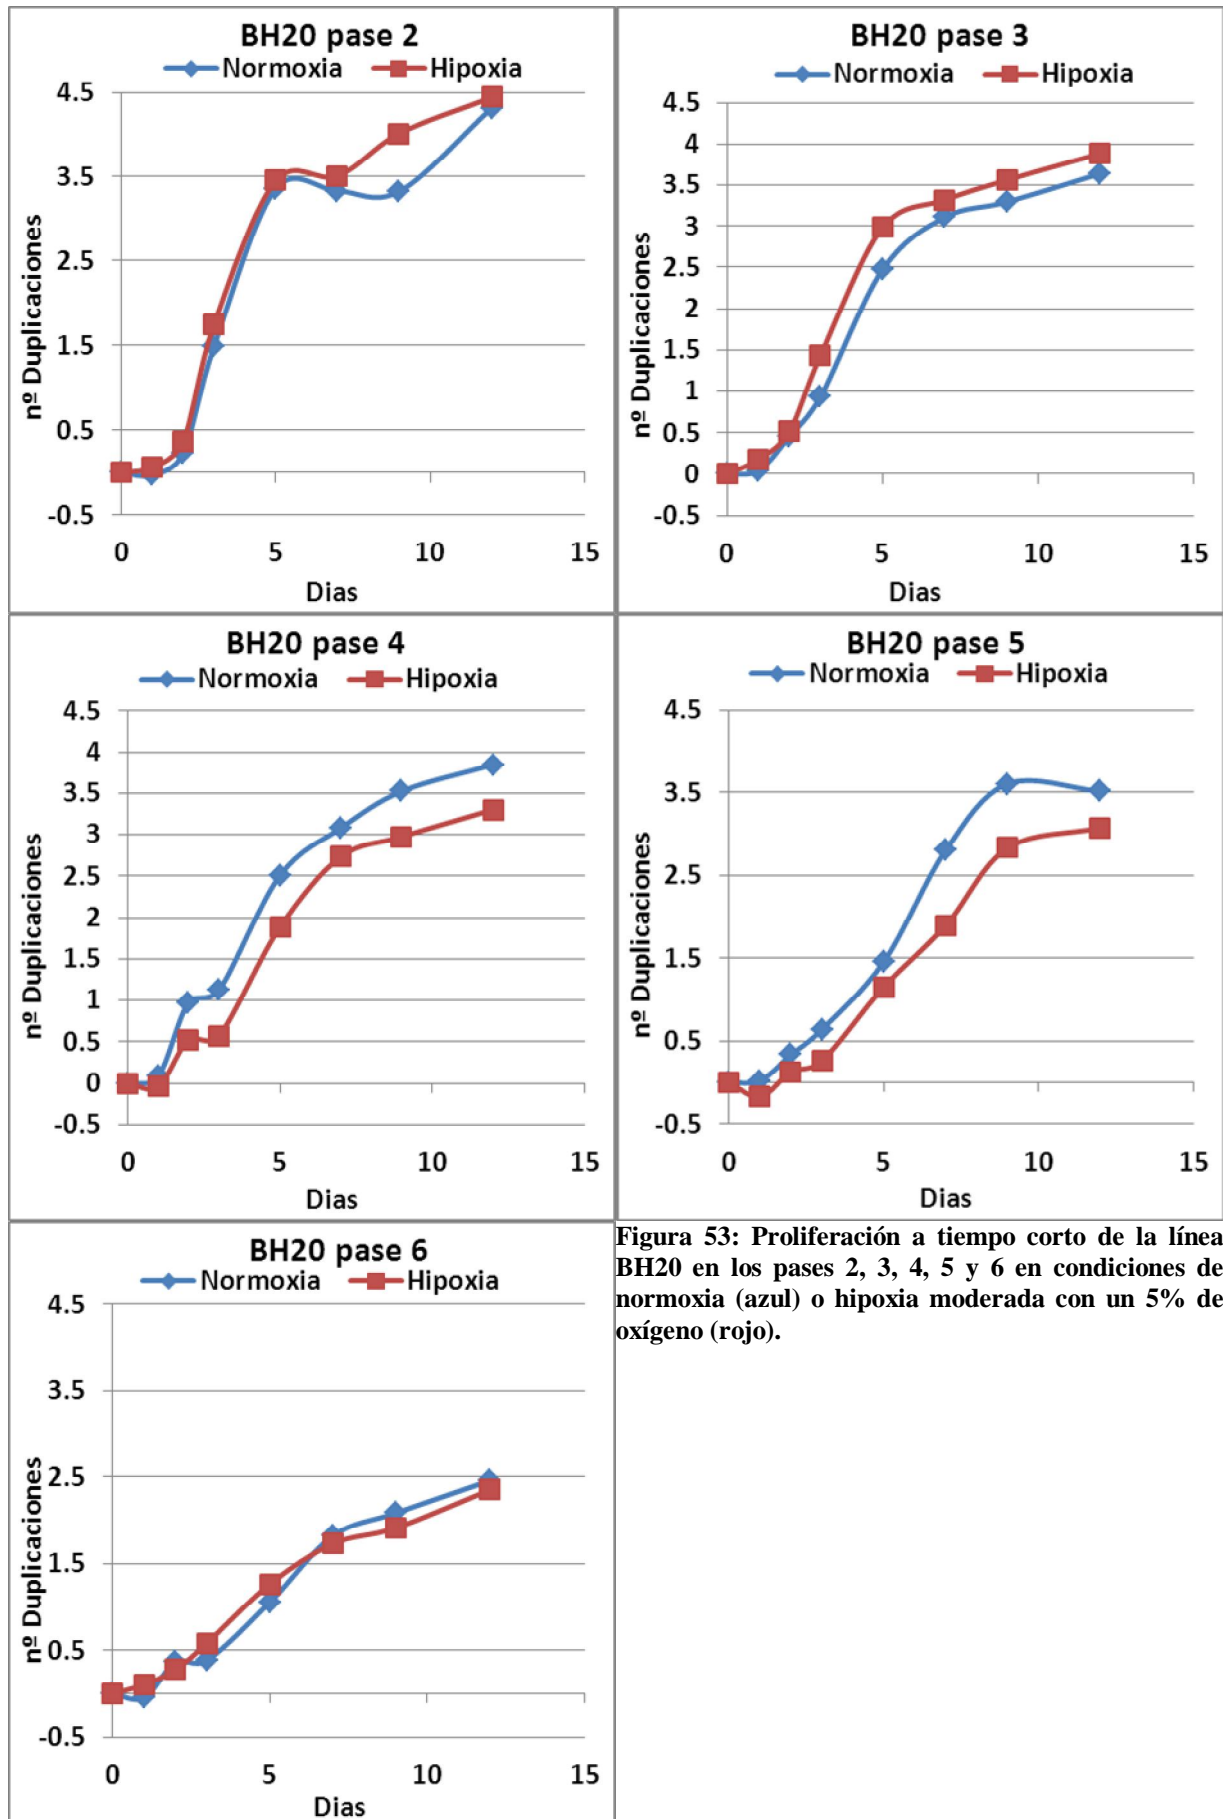 BH20 pase 2
Normoxia Hipoxia
4.5
3.5
2.5
1.5
0.5
-0.5
nº Duplicaciones
0 5 10 15
Dias
BH20 pase 3
Normoxia Hipoxia
4.5
4
3.5
3
2.5
2
1.5
1
0.5
0
-0.5
nº Duplicaciones
0 5 10 15
Dias
BH20 pase 4
Normoxia Hipoxia
4.5
4
3.5
3
2.5
2
1.5
1
0.5
0
-0.5
nº Duplicaciones
0 5 10 15
Dias
BH20 pase 5
Normoxia Hipoxia
4.5
3.5
2.5
1.5
0.5
-0.5
nº Duplicaciones
0 5 10 15
Dias
BH20 pase 6
Normoxia Hipoxia
4.5
3.5
2.5
1.5
0.5
-0.5
nº Duplicaciones
0 5 10 15
Dias
Figura 53: Proliferación a tiempo corto de la línea
BH20 en los pases 2, 3, 4, 5 y 6 en condiciones de
normoxia (azul) o hipoxia moderada con un 5% de
oxígeno (rojo).